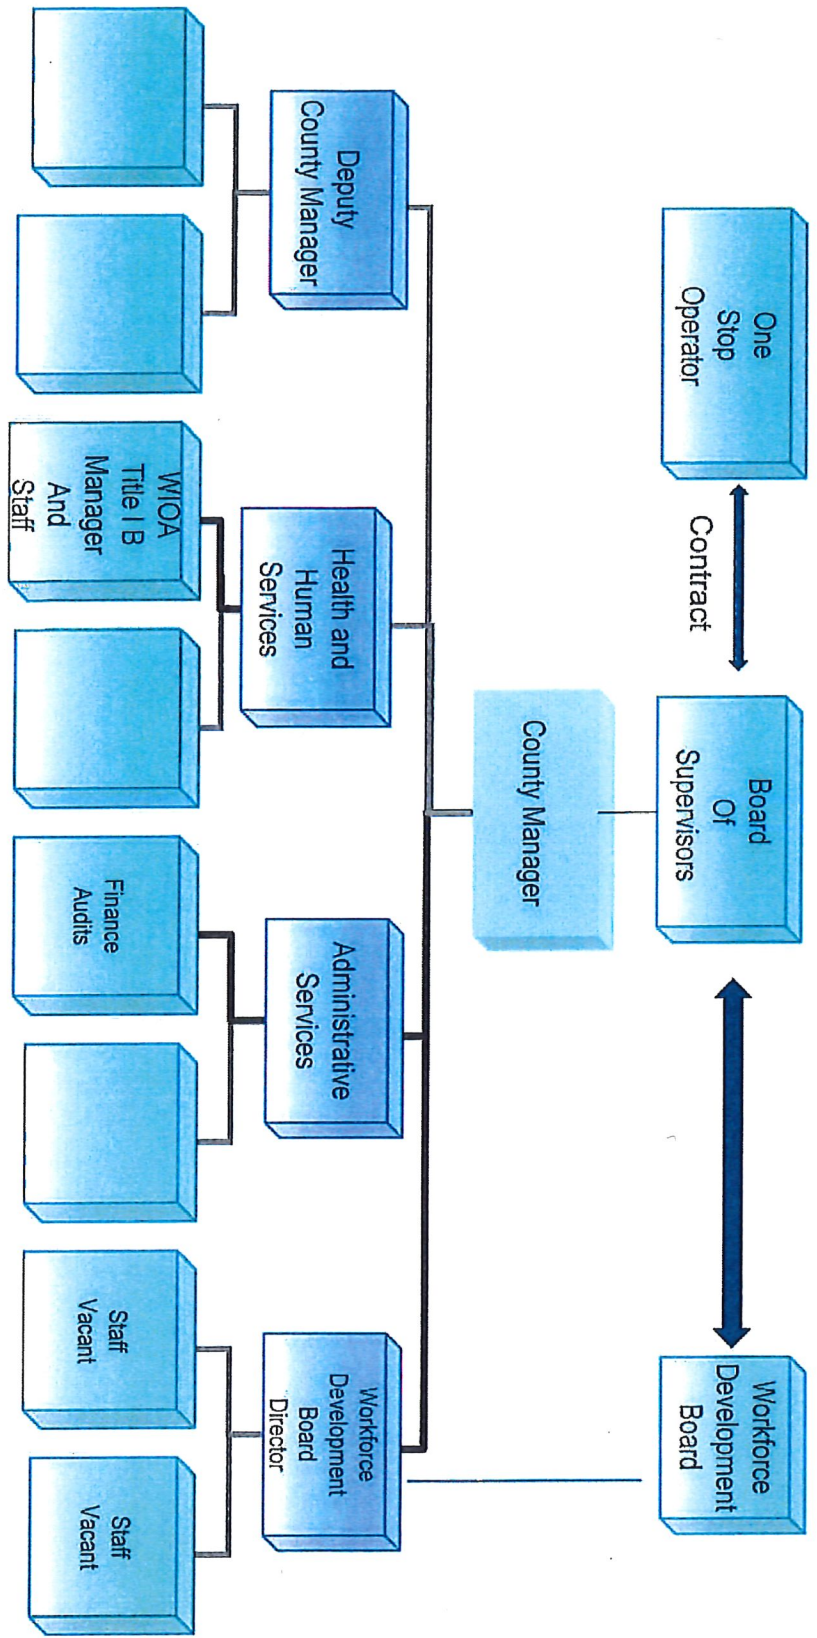 One
Stop
Operator
Contract
Board
Of
Supervisors
Workforce
Development
Board
County Manager
Deputy
County Manager
Health and
Human
Services
Administrative
Services
Workforce
Development
Board
Director
WIOA
Title I B
Manager
And
Staff
Finance
Audits
Staff
Vacant
Staff
Vacant